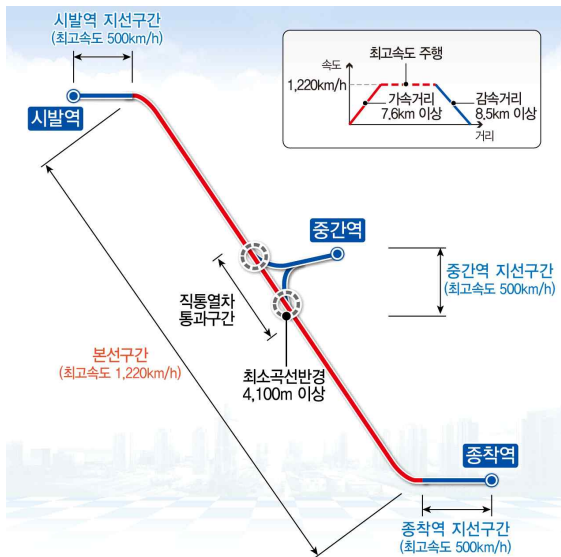 시발역 지선구간
(최고속도 500km/h)
시발역
속도
최고속도 주행
1,220km/h
가속거리
7.6km 이상
감속거리
8.5km 이상
거리
중간역
중간역 지선구간
(최고속도 500km/h)
직통열차
통과구간
본선구간
(최고속도 1,220km/h)
최소곡선반경
4,100m 이상
종착역
종착역 지선구간
(최고속도 500km/h)